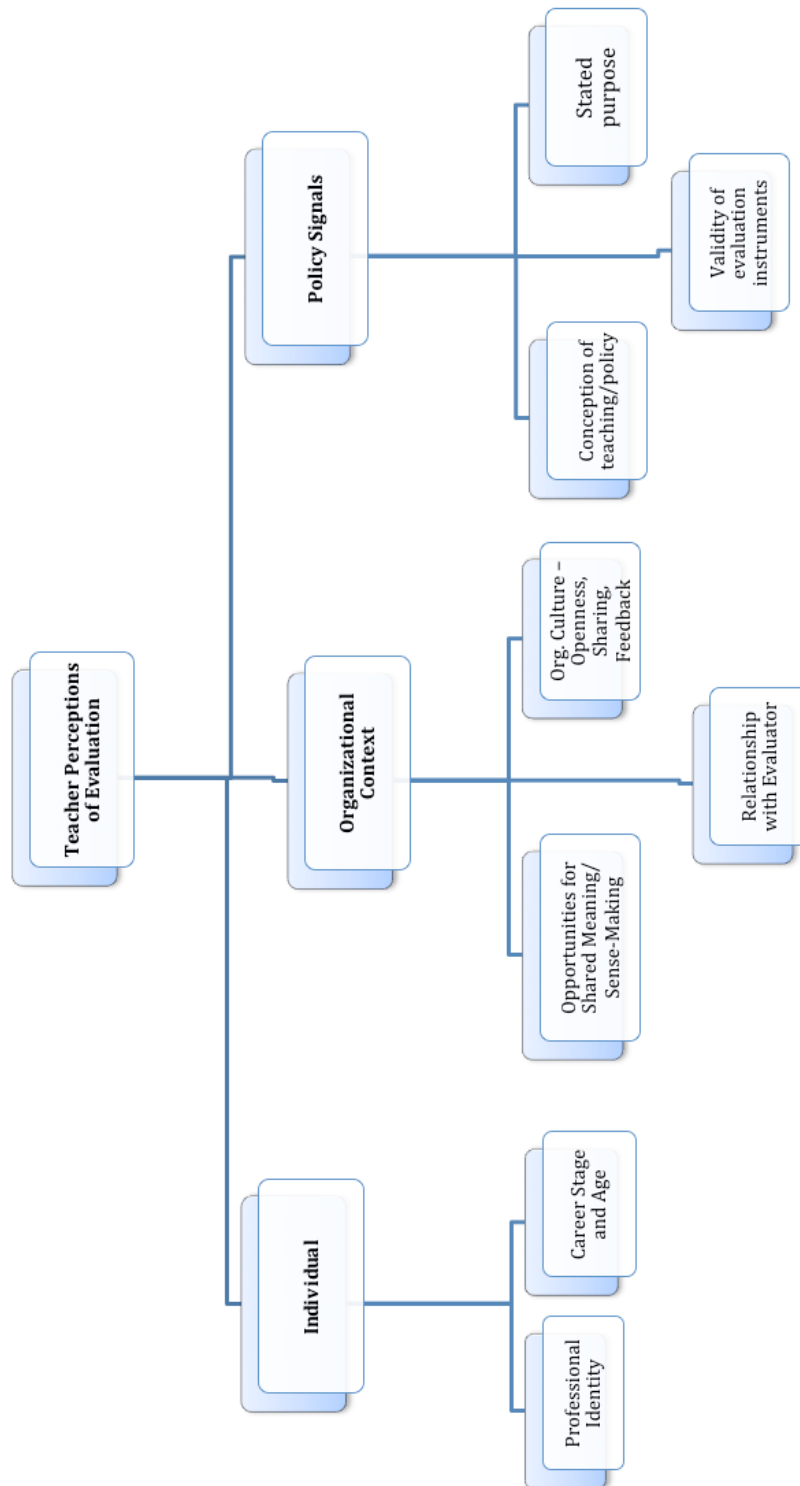 Teacher Perceptions
of Evaluation
Individual
Organizational
Context
Policy Signals
Professional
Identity
Career Stage
and Age
Opportunities for
Shared Meaning/
Sense-Making
Org. Culture –
Openness,
Sharing,
Feedback
Relationship
with Evaluator
Conception of
teaching/policy
Stated
purpose
Validity of
evaluation
instruments